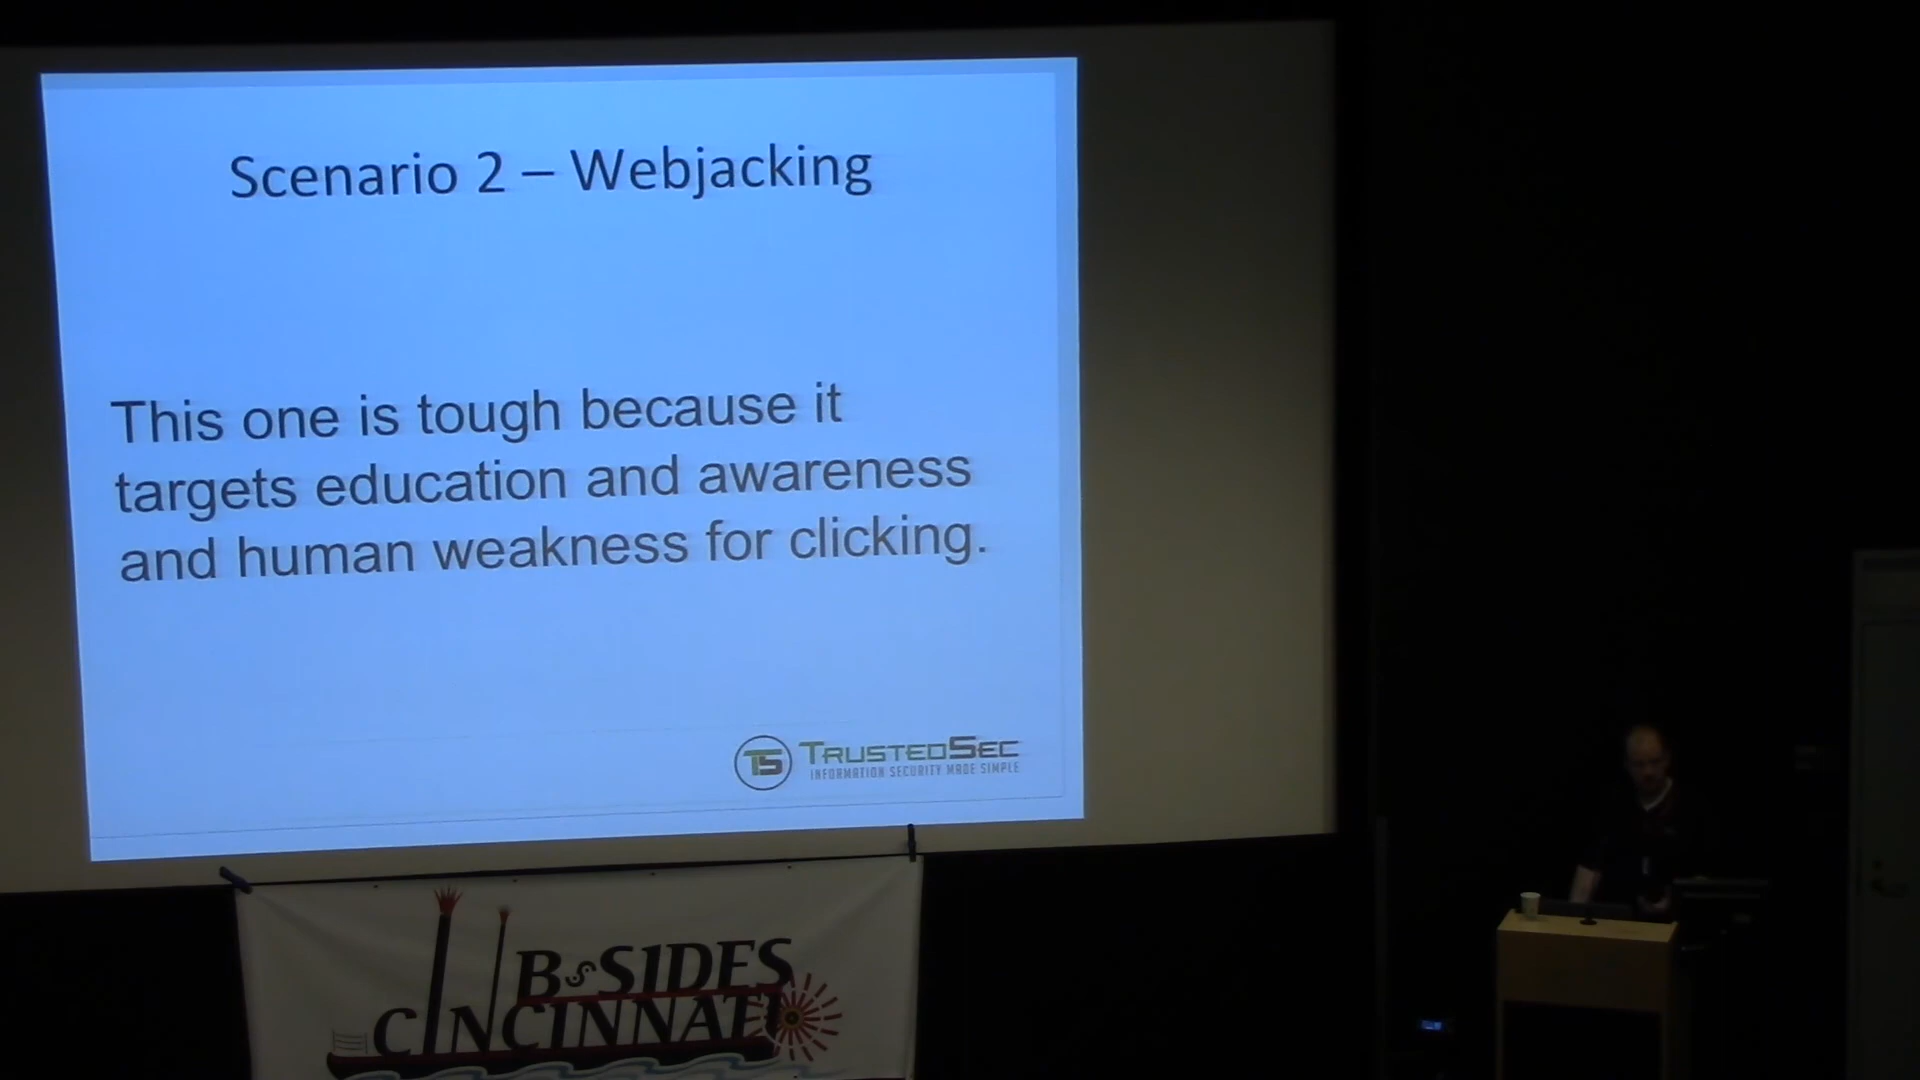 Scenario 2 – Webjacking
This one is tough because it
targets education and awareness
and human weakness for clicking.
TS TRUSTEDSEC
INFORMATION SECURITY MADE SIMPLE
B-SIDES
CINCINNATI